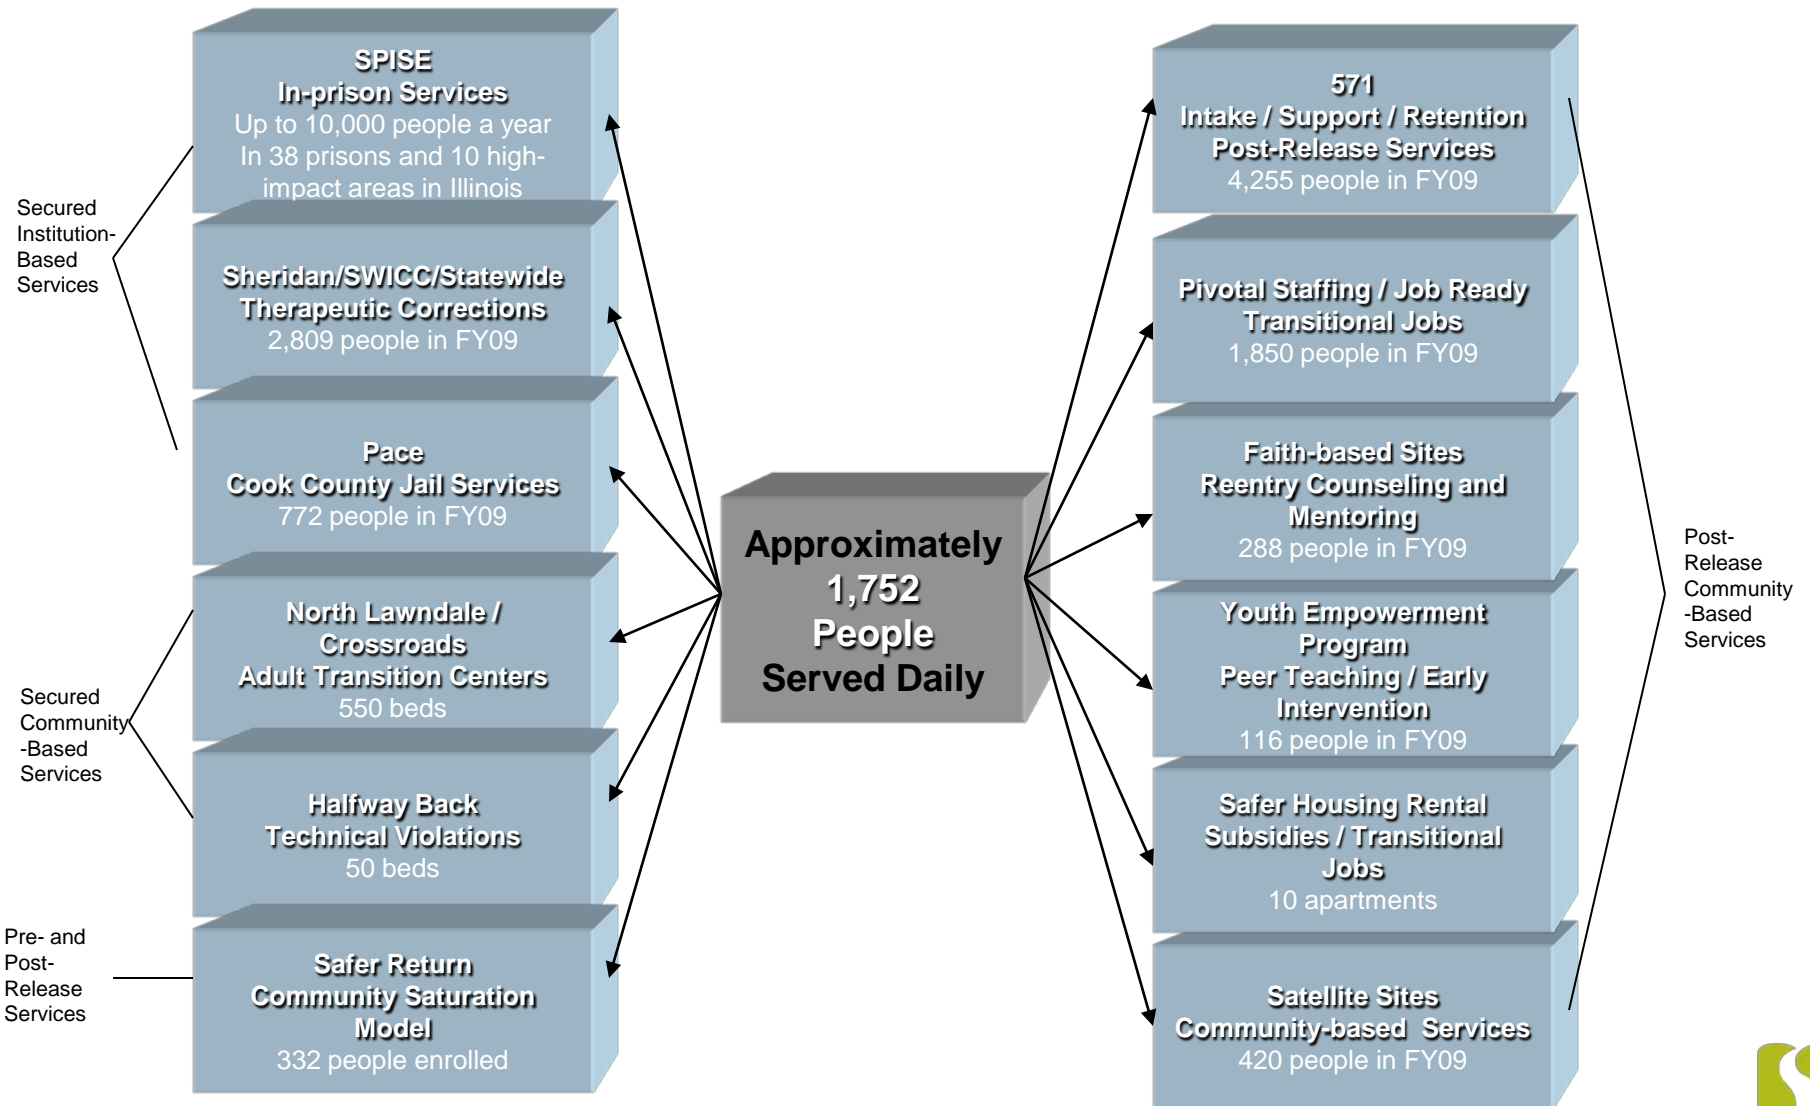 SPISE
In-prison Services
Up to 10,000 people a year
In 38 prisons and 10 high-
impact areas in Illinois
Secured
Institution-
Based
Services
Sheridan/SWICC/Statewide
Therapeutic Corrections
2,809 people in FY09
Pace
Cook County Jail Services
772 people in FY09
North Lawndale /
Crossroads
Adult Transition Centers
550 beds
Secured
Community
-Based
Services
Halfway Back
Technical Violations
50 beds
Pre- and
Post-
Release
Services
Safer Return
Community Saturation
Model
332 people enrolled
Approximately
1,752
People
Served Daily
571
Intake / Support / Retention
Post-Release Services
4,255 people in FY09
Pivotal Staffing / Job Ready
Transitional Jobs
1,850 people in FY09
Faith-based Sites
Reentry Counseling and
Mentoring
288 people in FY09
Youth Empowerment
Program
Peer Teaching / Early
Intervention
116 people in FY09
Safer Housing Rental
Subsidies / Transitional
Jobs
10 apartments
Satellite Sites
Community-based  Services
420 people in FY09
Post-
Release
Community
-Based
Services